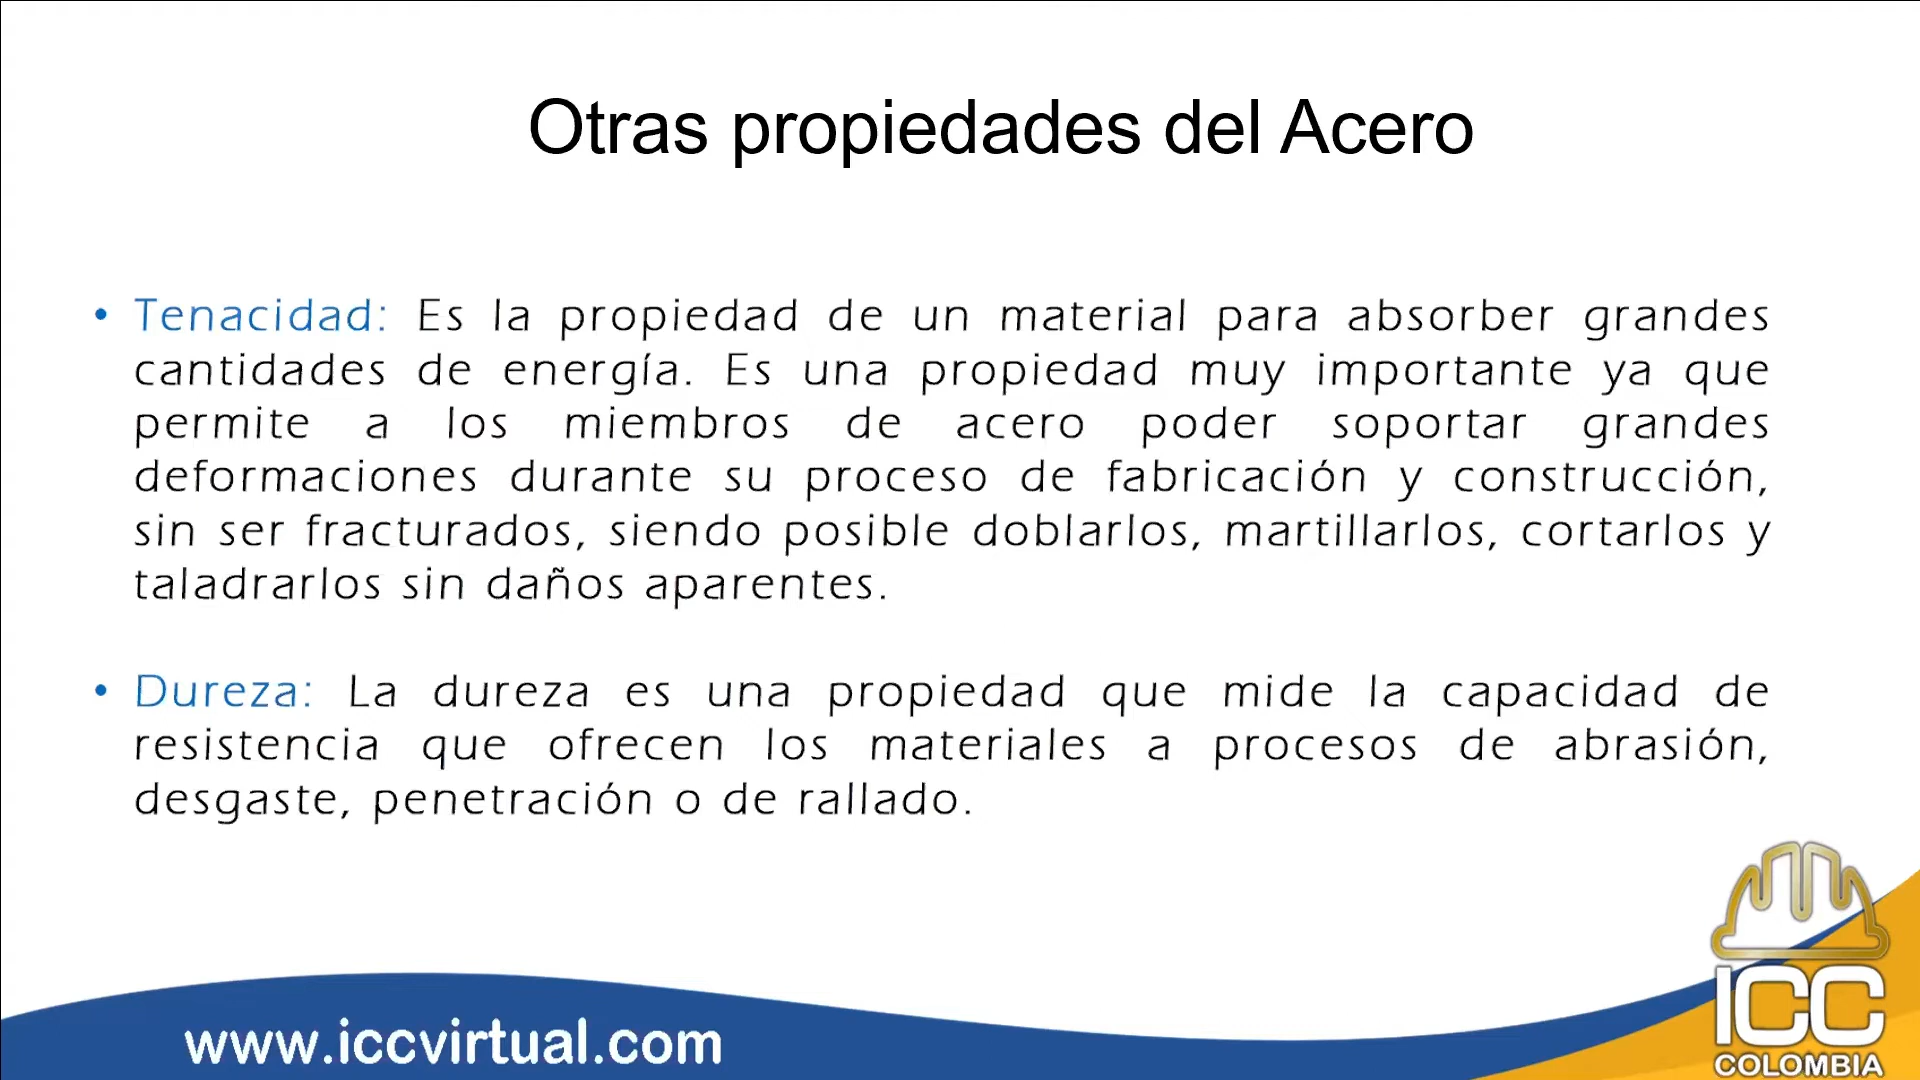 Otras propiedades del Acero
• Tenacidad: Es la propiedad de un material para absorber grandes
cantidades de energía. Es una propiedad muy importante ya que
permite a los miembros de acero poder soportar grandes
deformaciones durante su proceso de fabricación y construcción,
sin ser fracturados, siendo posible doblarlos, martillarlos, cortarlos y
taladrarlos sin daños aparentes.
• Dureza: La dureza es una propiedad que mide la capacidad de
resistencia que ofrecen los materiales a procesos de abrasión,
desgaste, penetración o de rallado.
www.iccvirtual.com
ICC
COLOMBIA